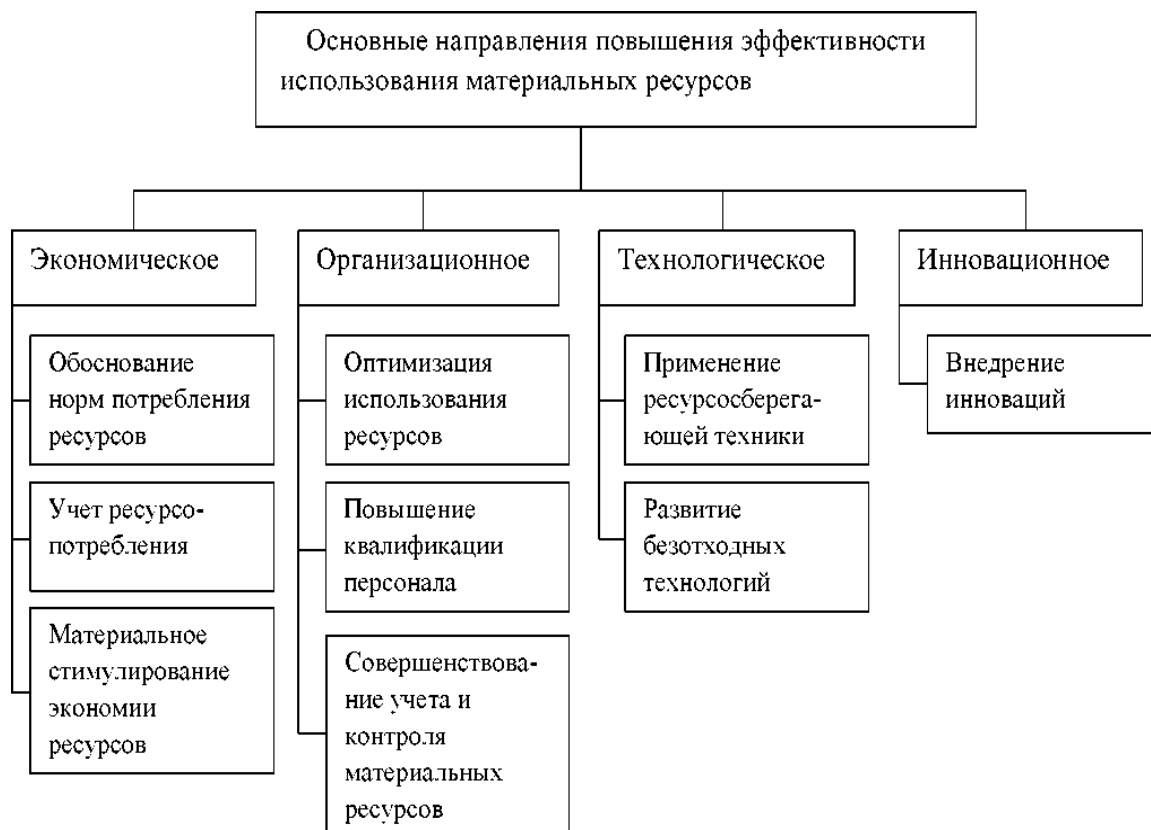 Основные направления повышения эффективности
использования материальных ресурсов
Экономическое
Организационное
Технологическое
Инновационное
Обоснование
норм потребления
ресурсов
Учет ресурсо-
потребления
Материальное
стимулирование
экономии
ресурсов
Оптимизация
использования
ресурсов
Повышение
квалификации
персонала
Совершенствова-
ние учета и
контроля
материальных
ресурсов
Применение
ресурсосберега-
ющей техники
Развитие
безотходных
технологий
Внедрение
инноваций